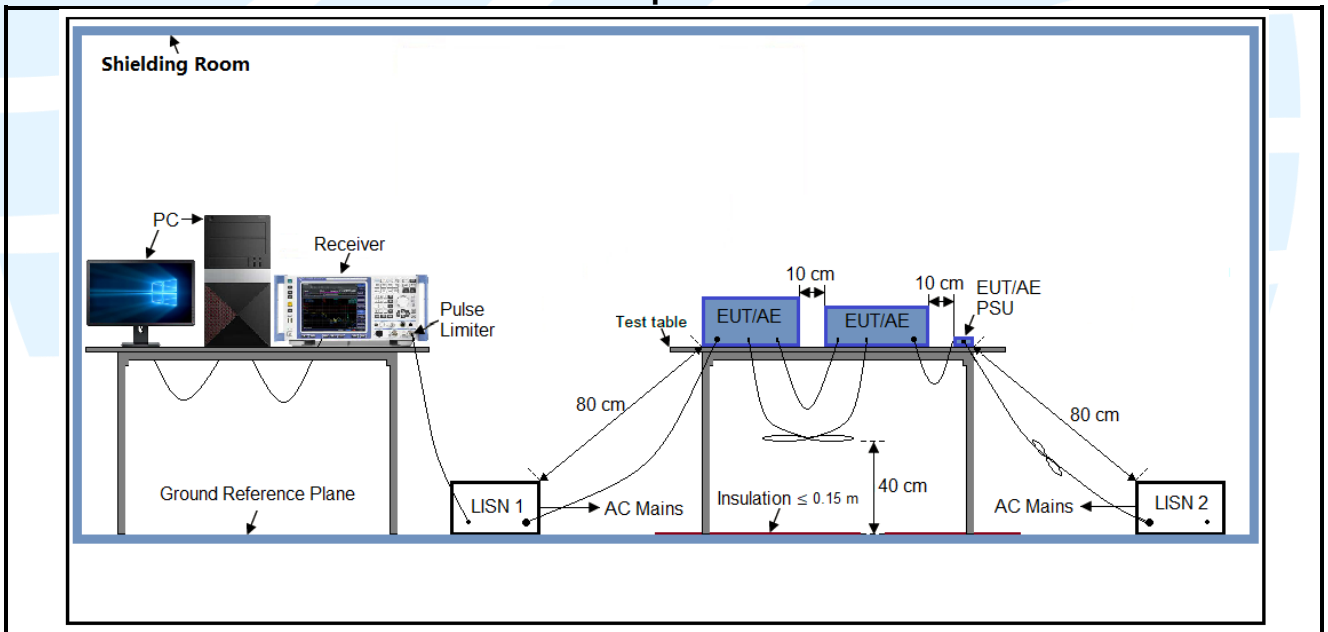 Shielding Room
PC
Receiver
Pulse
Limiter
10 cm
10 cm
EUT/AE
PSU
Test table
EUT/AE
EUT/AE
80 cm
80 cm
40 cm
Ground Reference Plane
LISN 1
AC Mains
Insulation ≤ 0.15 m
AC Mains
LISN 2